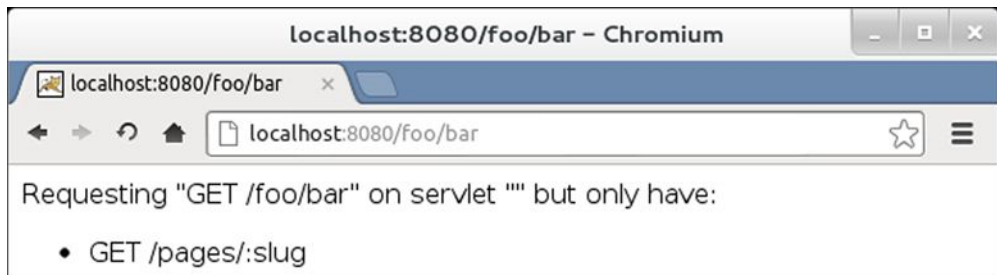 localhost:8080/foo/bar - Chromium
localhost:8080/foo/bar
localhost:8080/foo/bar
Requesting "GET /foo/bar" on servlet "" but only have:
• GET /pages/:slug